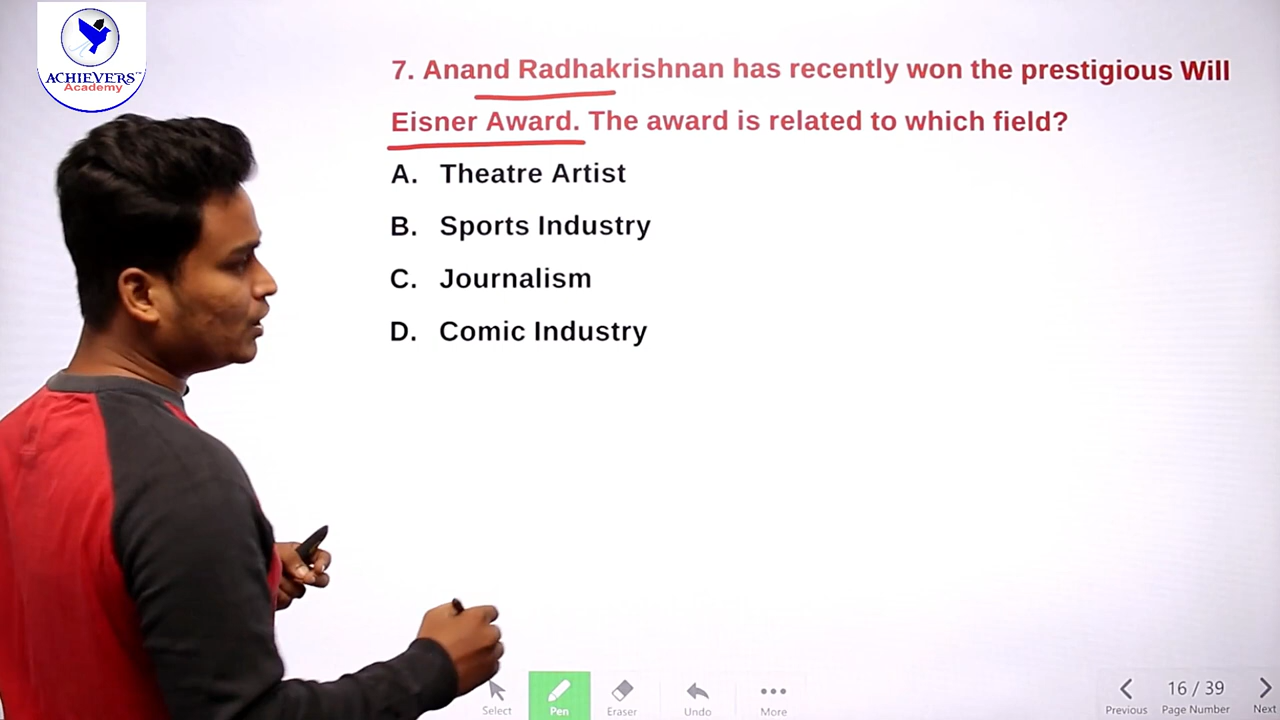 ACHIEVERS
Academy
7. Anand Radhakrishnan has recently won the prestigious Will
Eisner Award. The award is related to which field?
A. Theatre Artist
B. Sports Industry
C. Journalism
D. Comic Industry
Select
Pen
Eraser
Undo
More
Previous
16 / 39
Page Number
Next